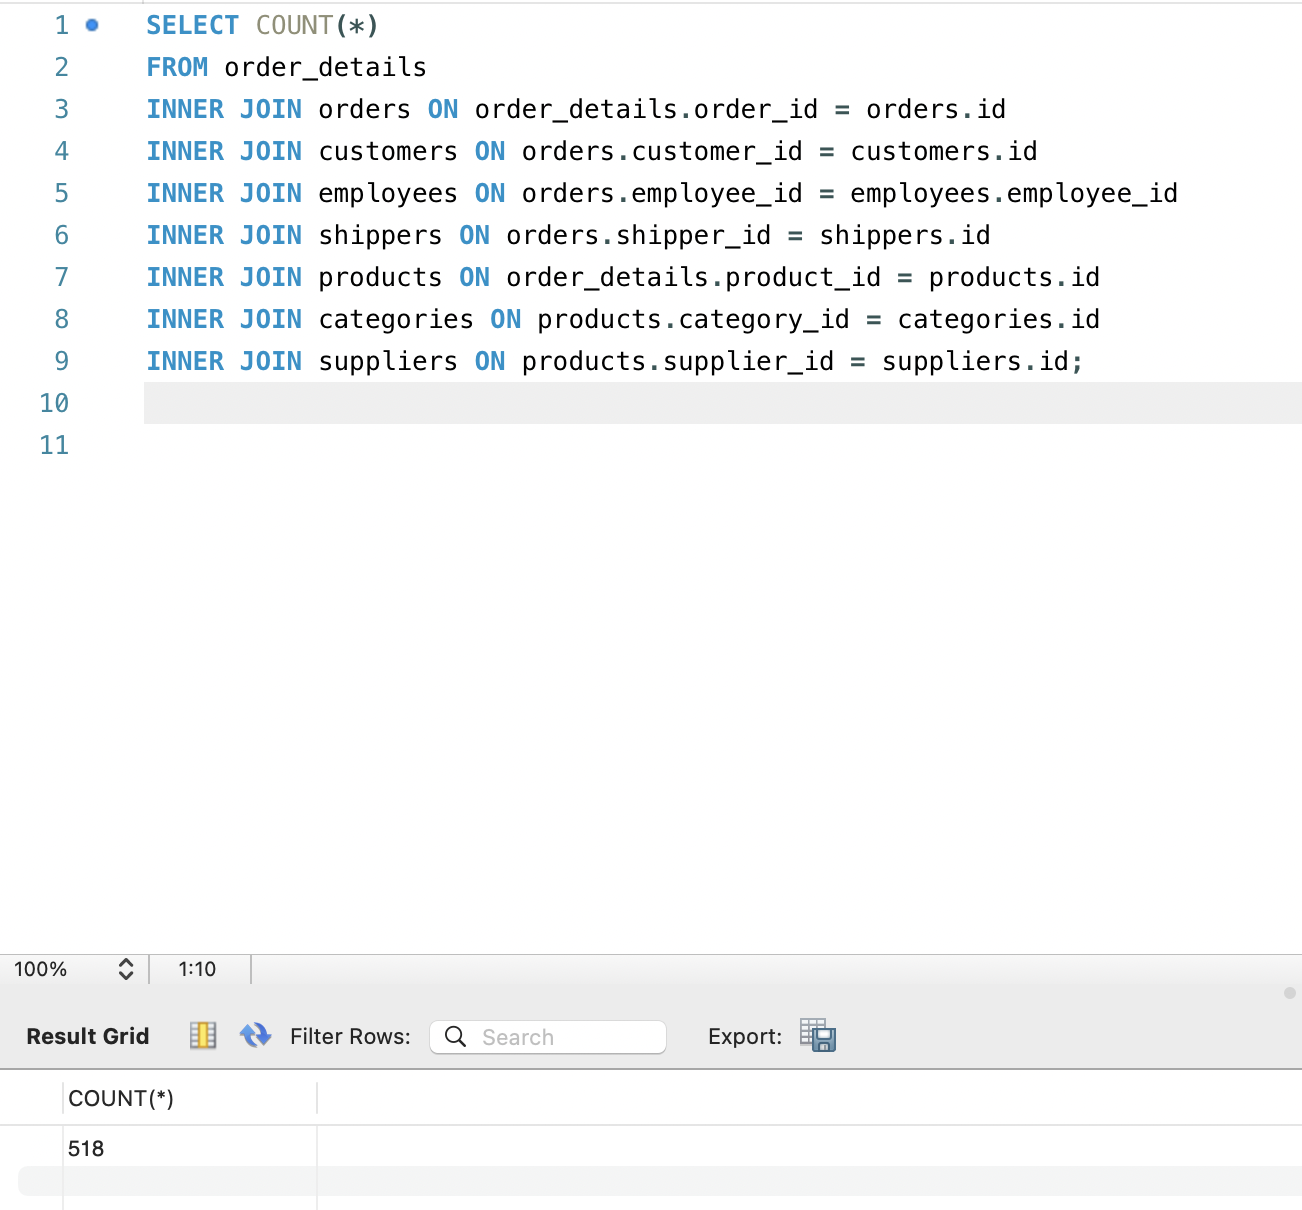 1 SELECT COUNT(*)
2 FROM order_details
3 INNER JOIN orders ON order_details.order_id = orders.id
4 INNER JOIN customers ON orders.customer_id = customers.id
5 INNER JOIN employees ON orders.employee_id = employees.employee_id
6 INNER JOIN shippers ON orders.shipper_id = shippers.id
7 INNER JOIN products ON order_details.product_id = products.id
8 INNER JOIN categories ON products.category_id = categories.id
9 INNER JOIN suppliers ON products.supplier_id = suppliers.id;
10
11
100% 1:10
Result Grid Filter Rows: Search Export:
COUNT(*)
518